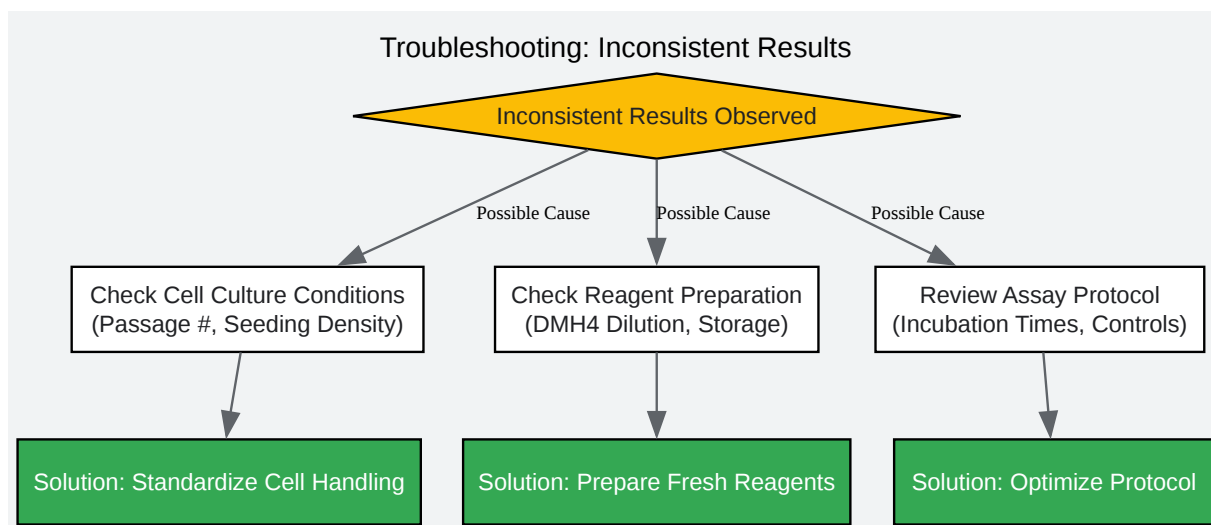 Troubleshooting: Inconsistent Results
Inconsistent Results Observed
Possible Cause
Possible Cause
Possible Cause
Check Cell Culture Conditions
(Passage #, Seeding Density)
Check Reagent Preparation
(DMH4 Dilution, Storage)
Review Assay Protocol
(Incubation Times, Controls)
Solution: Standardize Cell Handling
Solution: Prepare Fresh Reagents
Solution: Optimize Protocol